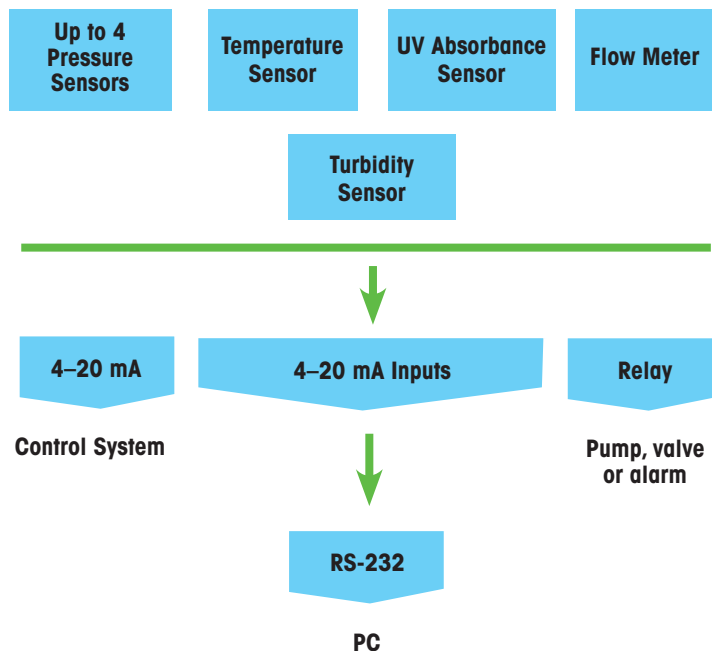 Up to 4
Pressure
Sensors
Temperature
Sensor
UV Absorbance
Sensor
Flow Meter
Turbidity
Sensor
4–20 mA
4–20 mA Inputs
Relay
Control System
Pump, valve
or alarm
RS-232
PC